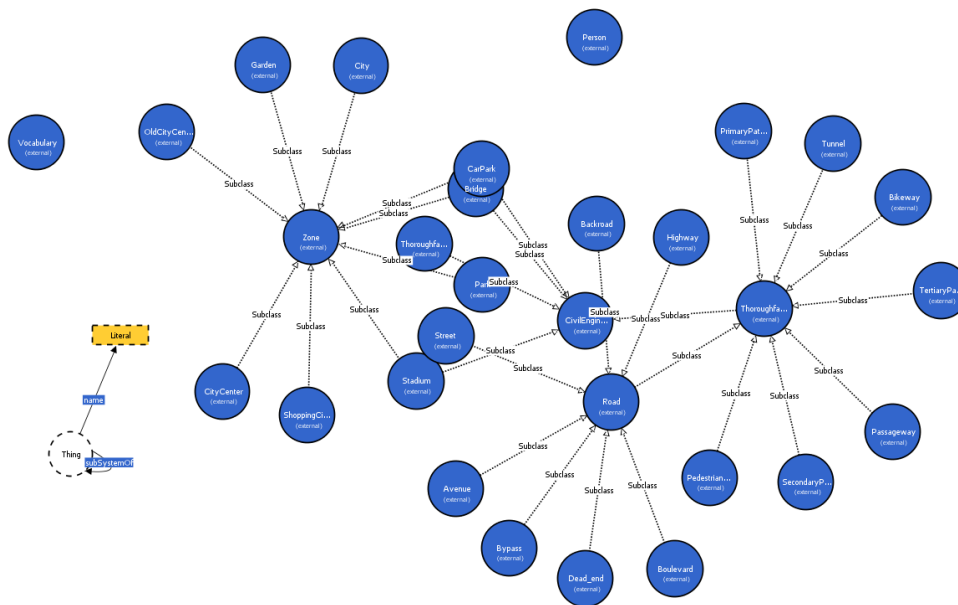 Person
(external)
Garden
(external)
City
(external)
Vocabulary
(external)
OldCityCen...
(external)
PrimaryPat...
(external)
Tunnel
(external)
Subclass
Subclass
Subclass
CarPark
(external)
Bridge
(external)
Subclass
Subclass
Subclass
Subclass
Bikeway
(external)
Backroad
(external)
Highway
(external)
Zone
(external)
Thoroughfa...
(external)
Subclass
Subclass
Subclass
Subclass
Subclass
(external)
Subclass
TertiaryPa...
(external)
Subclass
Subclass
Subclass
Subclass
CivilEngin...
(external)
Subclass
Subclass
Thoroughfa...
(external)
Literal
Street
(external)
Subclass
Subclass
Subclass
Stadium
(external)
name
CityCenter
(external)
ShoppingCi...
(external)
Road
(external)
Subclass
Subclass
Subclass
Passageway
(external)
Thing
subSystemOf
Subclass
Subclass
Subclass
Subclass
Avenue
(external)
Pedestrian...
(external)
SecondaryP...
(external)
Bypass
(external)
Dead_end
(external)
Boulevard
(external)